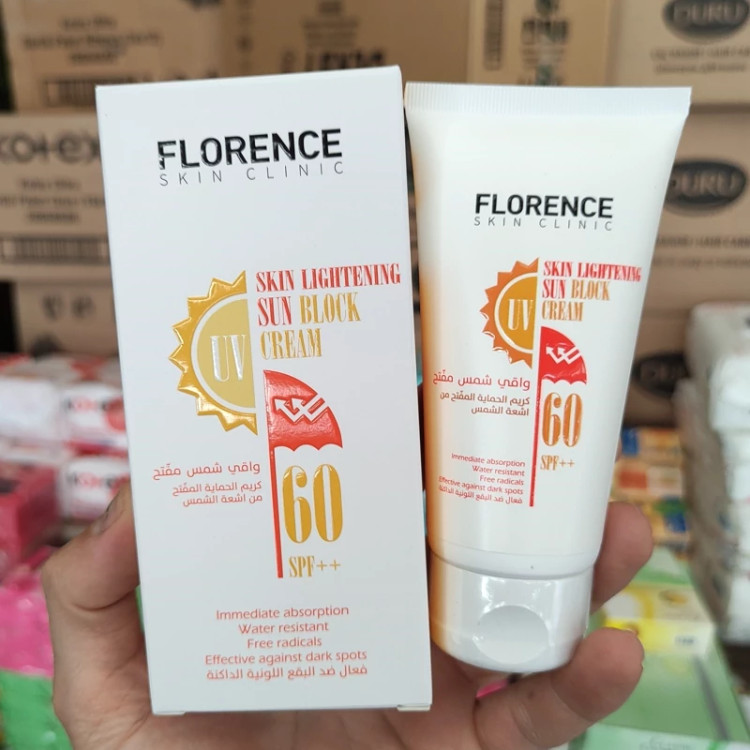 FLORENCE
SKIN CLINIC
SKIN LIGHTENING
SUN BLOCK
CREAM
UV
واقي شمس مفتح
كريم الحماية المفتح
من اشعة الشمس
60
SPF++
Immediate absorption
Water resistant
Free radicals
Effective against dark spots
فعال ضد البقع اللونية الداكنة
FLORENCE
SKIN CLINIC
SKIN LIGHTENING
SUN BLOCK
CREAM
UV
واقي شمس مفتح
كريم الحماية المفتح من
اشعة الشمس
60
SPF++
Immediate absorption
Water resistant
Free radicals
Effective against dark spots
فعال ضد البقع اللونية الداكنة
DURU
DURU
kotex